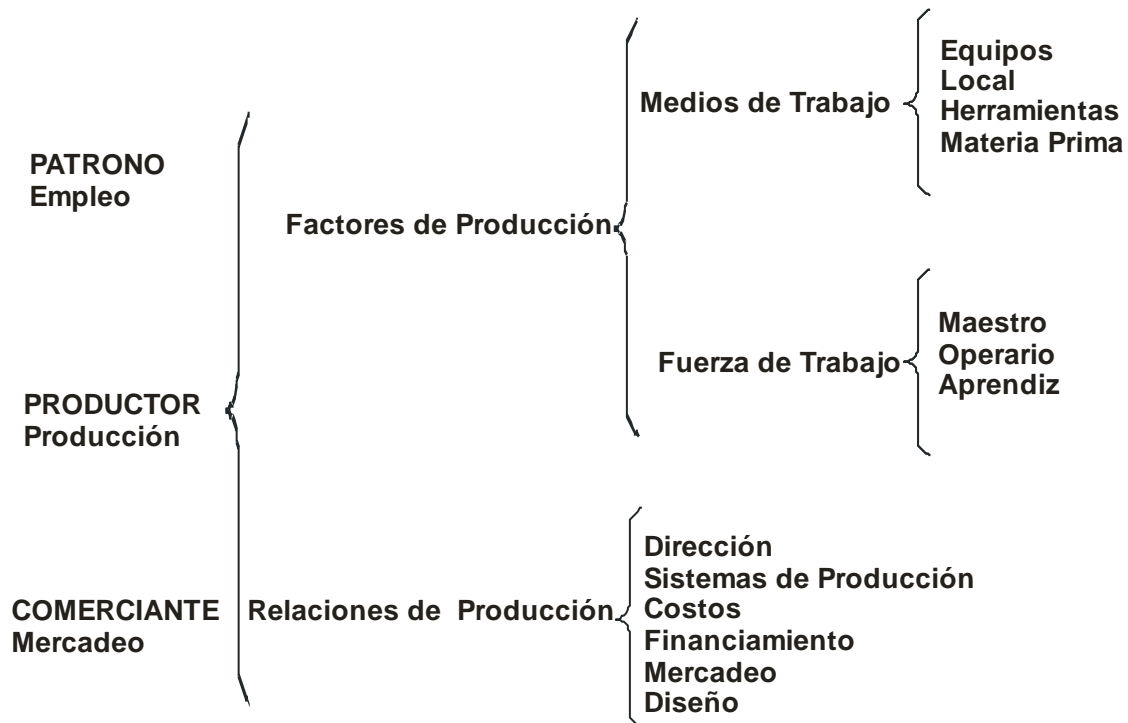 PATRONO
Empleo
PRODUCTOR
Producción
COMERCIANTE
Mercadeo
Factores de Producción
Medios de Trabajo
Equipos
Local
Herramientas
Materia Prima
Fuerza de Trabajo
Maestro
Operario
Aprendiz
Relaciones de Producción
Dirección
Sistemas de Producción
Costos
Financiamiento
Mercadeo
Diseño